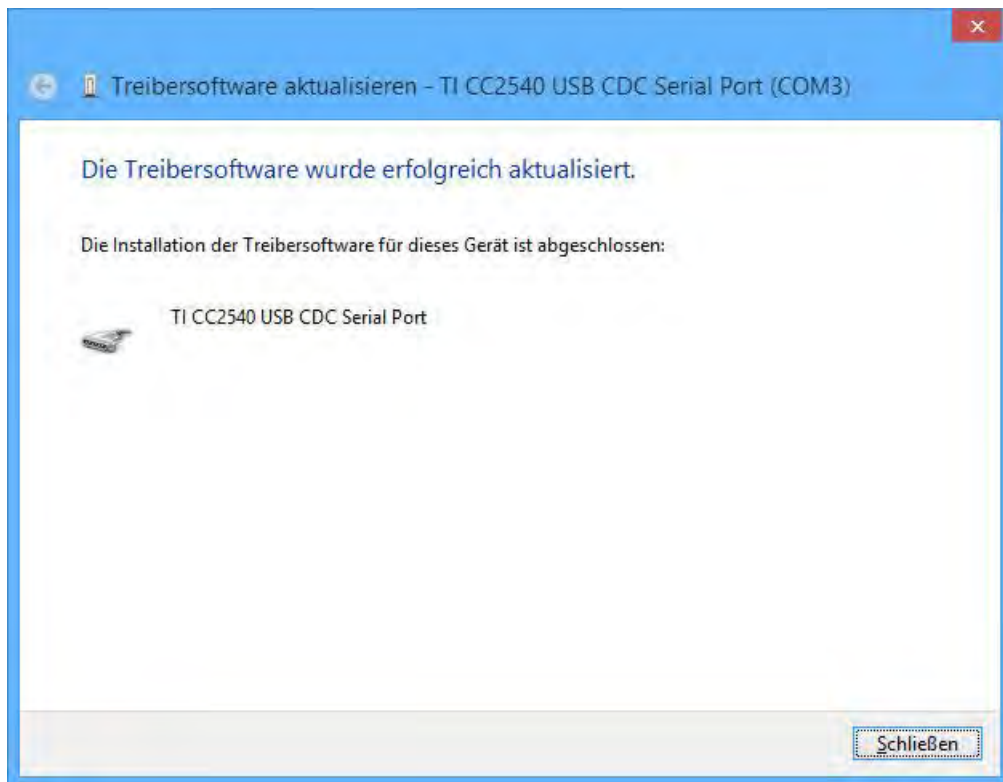 Treibersoftware aktualisieren - TI CC2540 USB CDC Serial Port (COM3)
Die Treibersoftware wurde erfolgreich aktualisiert.
Die Installation der Treibersoftware für dieses Gerät ist abgeschlossen:
TI CC2540 USB CDC Serial Port
Schließen